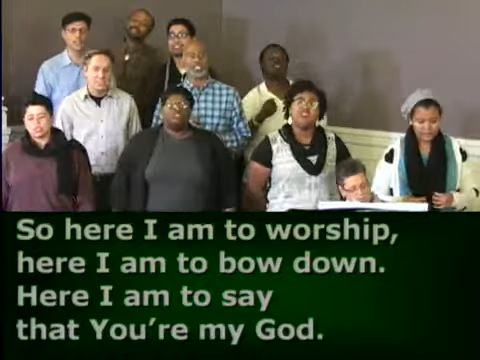 So here I am to worship,
here I am to bow down.
Here I am to say
that You're my God.